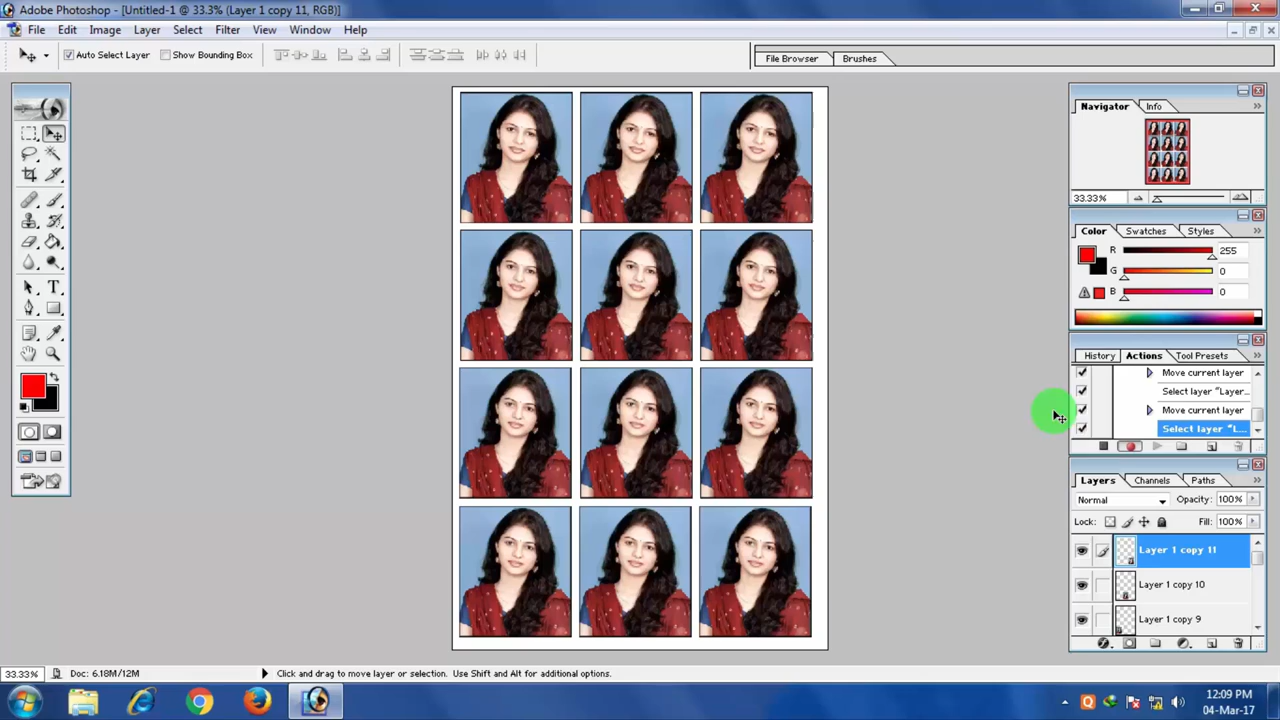 Adobe Photoshop - [Untitled-1 @ 33.3% (Layer 1 copy 11, RGB)]
File Edit Image Layer Select Filter View Window Help
Auto Select Layer Show Bounding Box
File Browser Brushes
Navigator Info
33.33%
Color Swatches Styles
R 255
G 0
B 0
History Actions Tool Presets
Move current layer
Select layer "Layer...
Move current layer
Select layer "L...
Layers Channels Paths
Normal Opacity: 100%
Lock: Fill: 100%
Layer 1 copy 11
Layer 1 copy 10
Layer 1 copy 9
33.33% Doc: 6.18M/12M Click and drag to move layer or selection. Use Shift and Alt for additional options.
12:09 PM
04-Mar-17